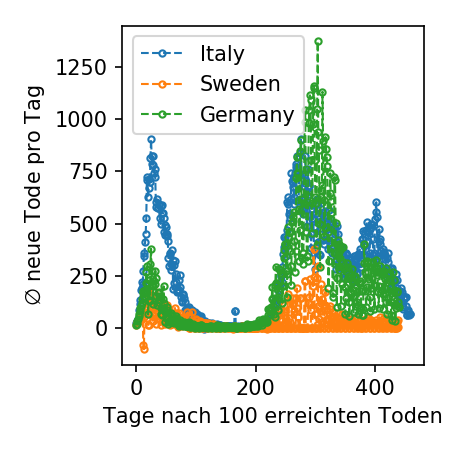 Italy
Sweden
Germany
∅ neue Tode pro Tag
1250
1000
750
500
250
0
0 200 400
Tage nach 100 erreichten Toden